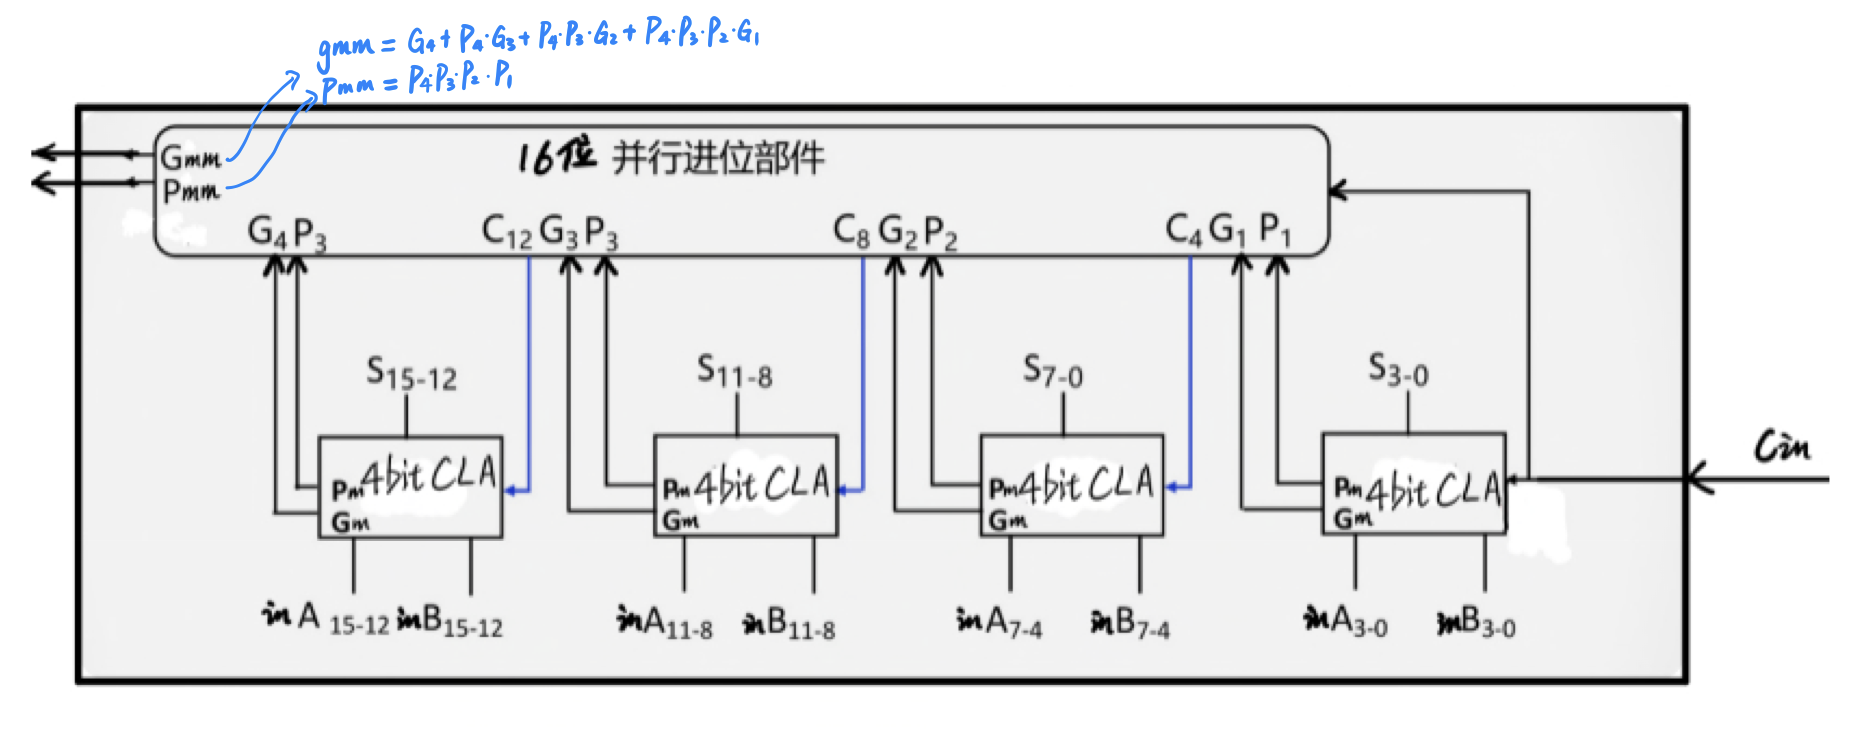 gmm = G4 + P4·G3 + P4·P3·G2 + P4·P3·P2·G1
Pmm = P4·P3·P2·P1
Gmm
16位 并行进位部件
Pmm
G4 P3 C12 G3 P3 C8 G2 P2 C4 G1 P1
S15-12 S11-8 S7-0 S3-0
Cin
Pm 4bit CLA Pm 4bit CLA Pm 4bit CLA Pm 4bit CLA
Gm Gm Gm Gm
inA 15-12 inB15-12 inA11-8 inB11-8 inA7-4 inB7-4 inA3-0 inB3-0